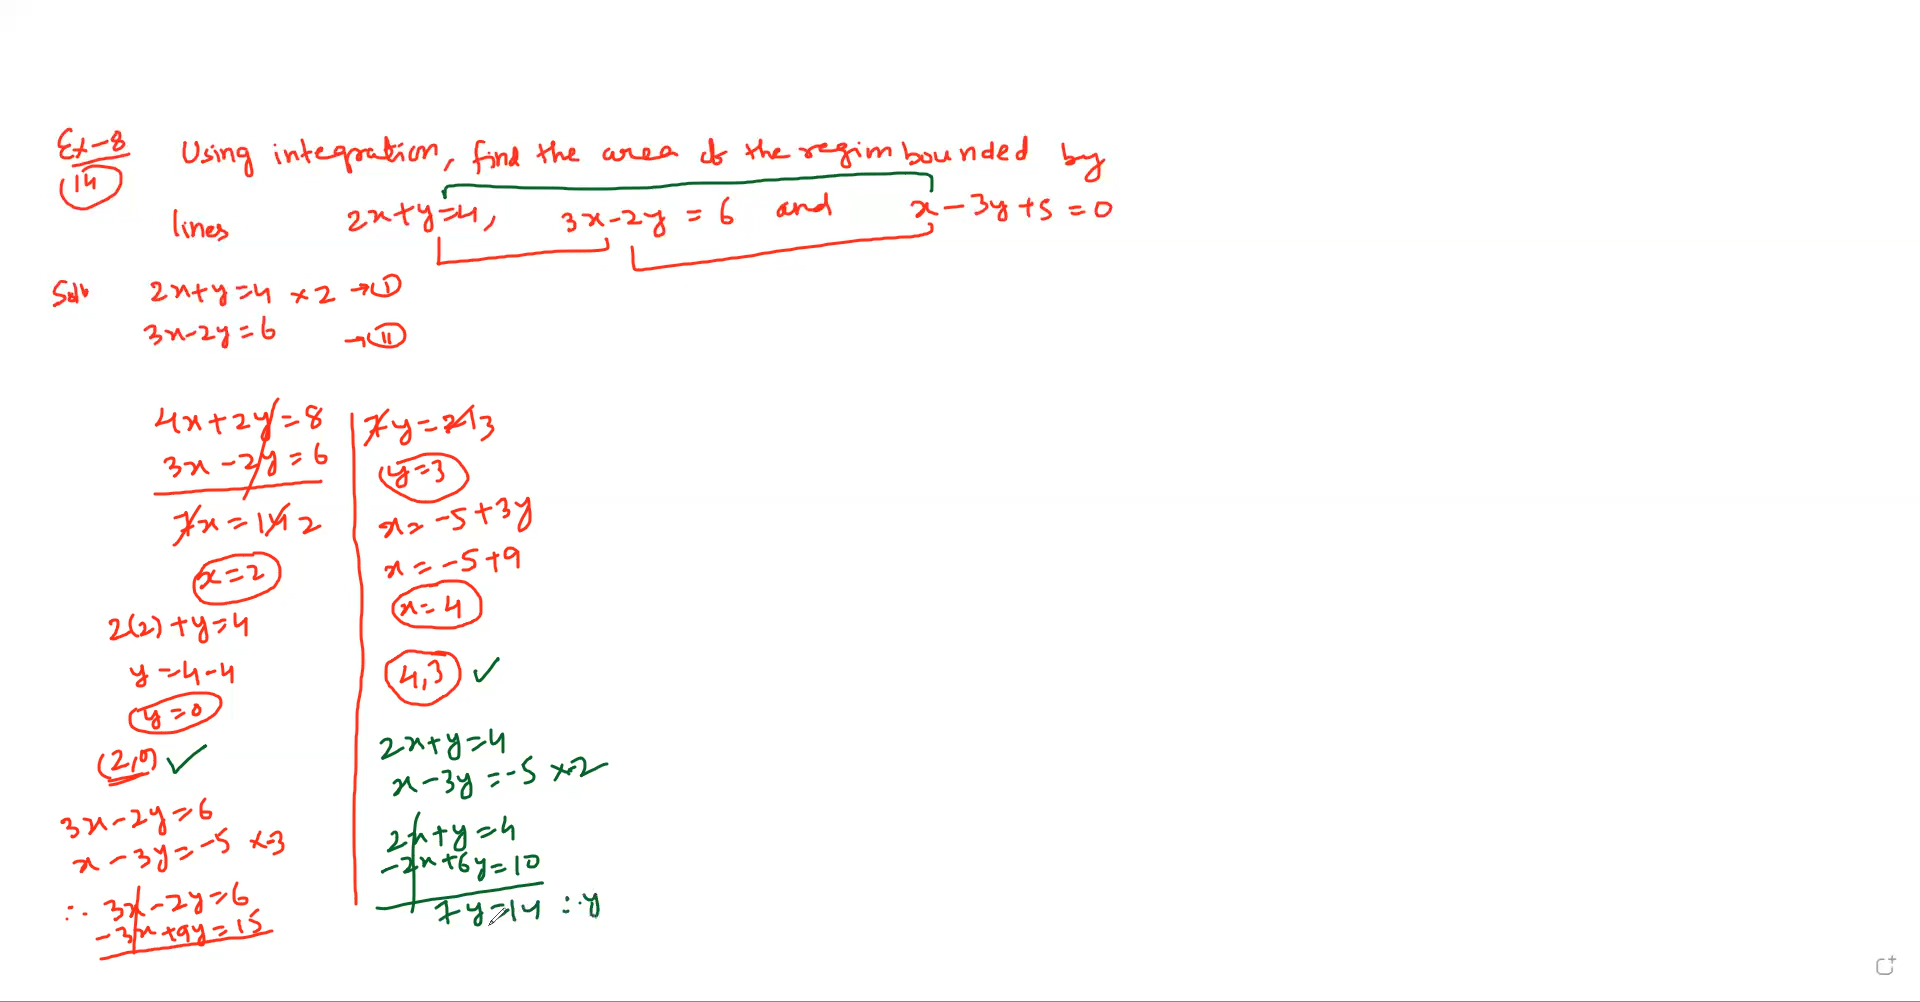 Ex-8
14
Using integration, find the area of the region bounded by
lines 2x+y=4, 3x-2y=6 and x-3y+5=0
Solⁿ 2x+y=4 ×2 →(I)
3x-2y=6 →(II)
4x+2y=8
3x-2y=6
7x=14 2
x=2
2(2)+y=4
y=4-4
y=0
(2,0) ✓
3x-2y=6
x-3y=-5 ×-3
∴ 3x-2y=6
-3x+9y=15
7y=21 3
y=3
x=-5+3y
x=-5+9
x=4
4,3 ✓
2x+y=4
x-3y=-5 ×-2
2x+y=4
-2x+6y=10
7y=14 ∴y